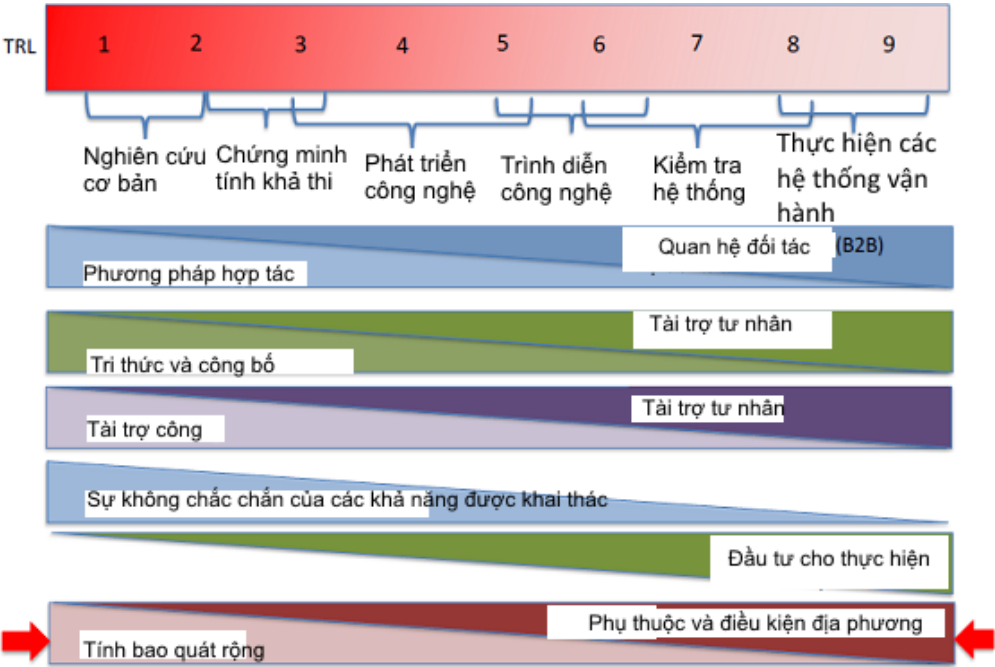 TRL 1 2 3 4 5 6 7 8 9
Nghiên cứu
cơ bản
Chứng minh
tính khả thi
Phát triển
công nghệ
Trình diễn
công nghệ
Kiểm tra
hệ thống
Thực hiện các
hệ thống vận
hành
Quan hệ đối tác (B2B)
Phương pháp hợp tác
Tài trợ tư nhân
Tri thức và công bố
Tài trợ tư nhân
Tài trợ công
Sự không chắc chắn của các khả năng được khai thác
Đầu tư cho thực hiện
Phụ thuộc và điều kiện địa phương
Tính bao quát rộng